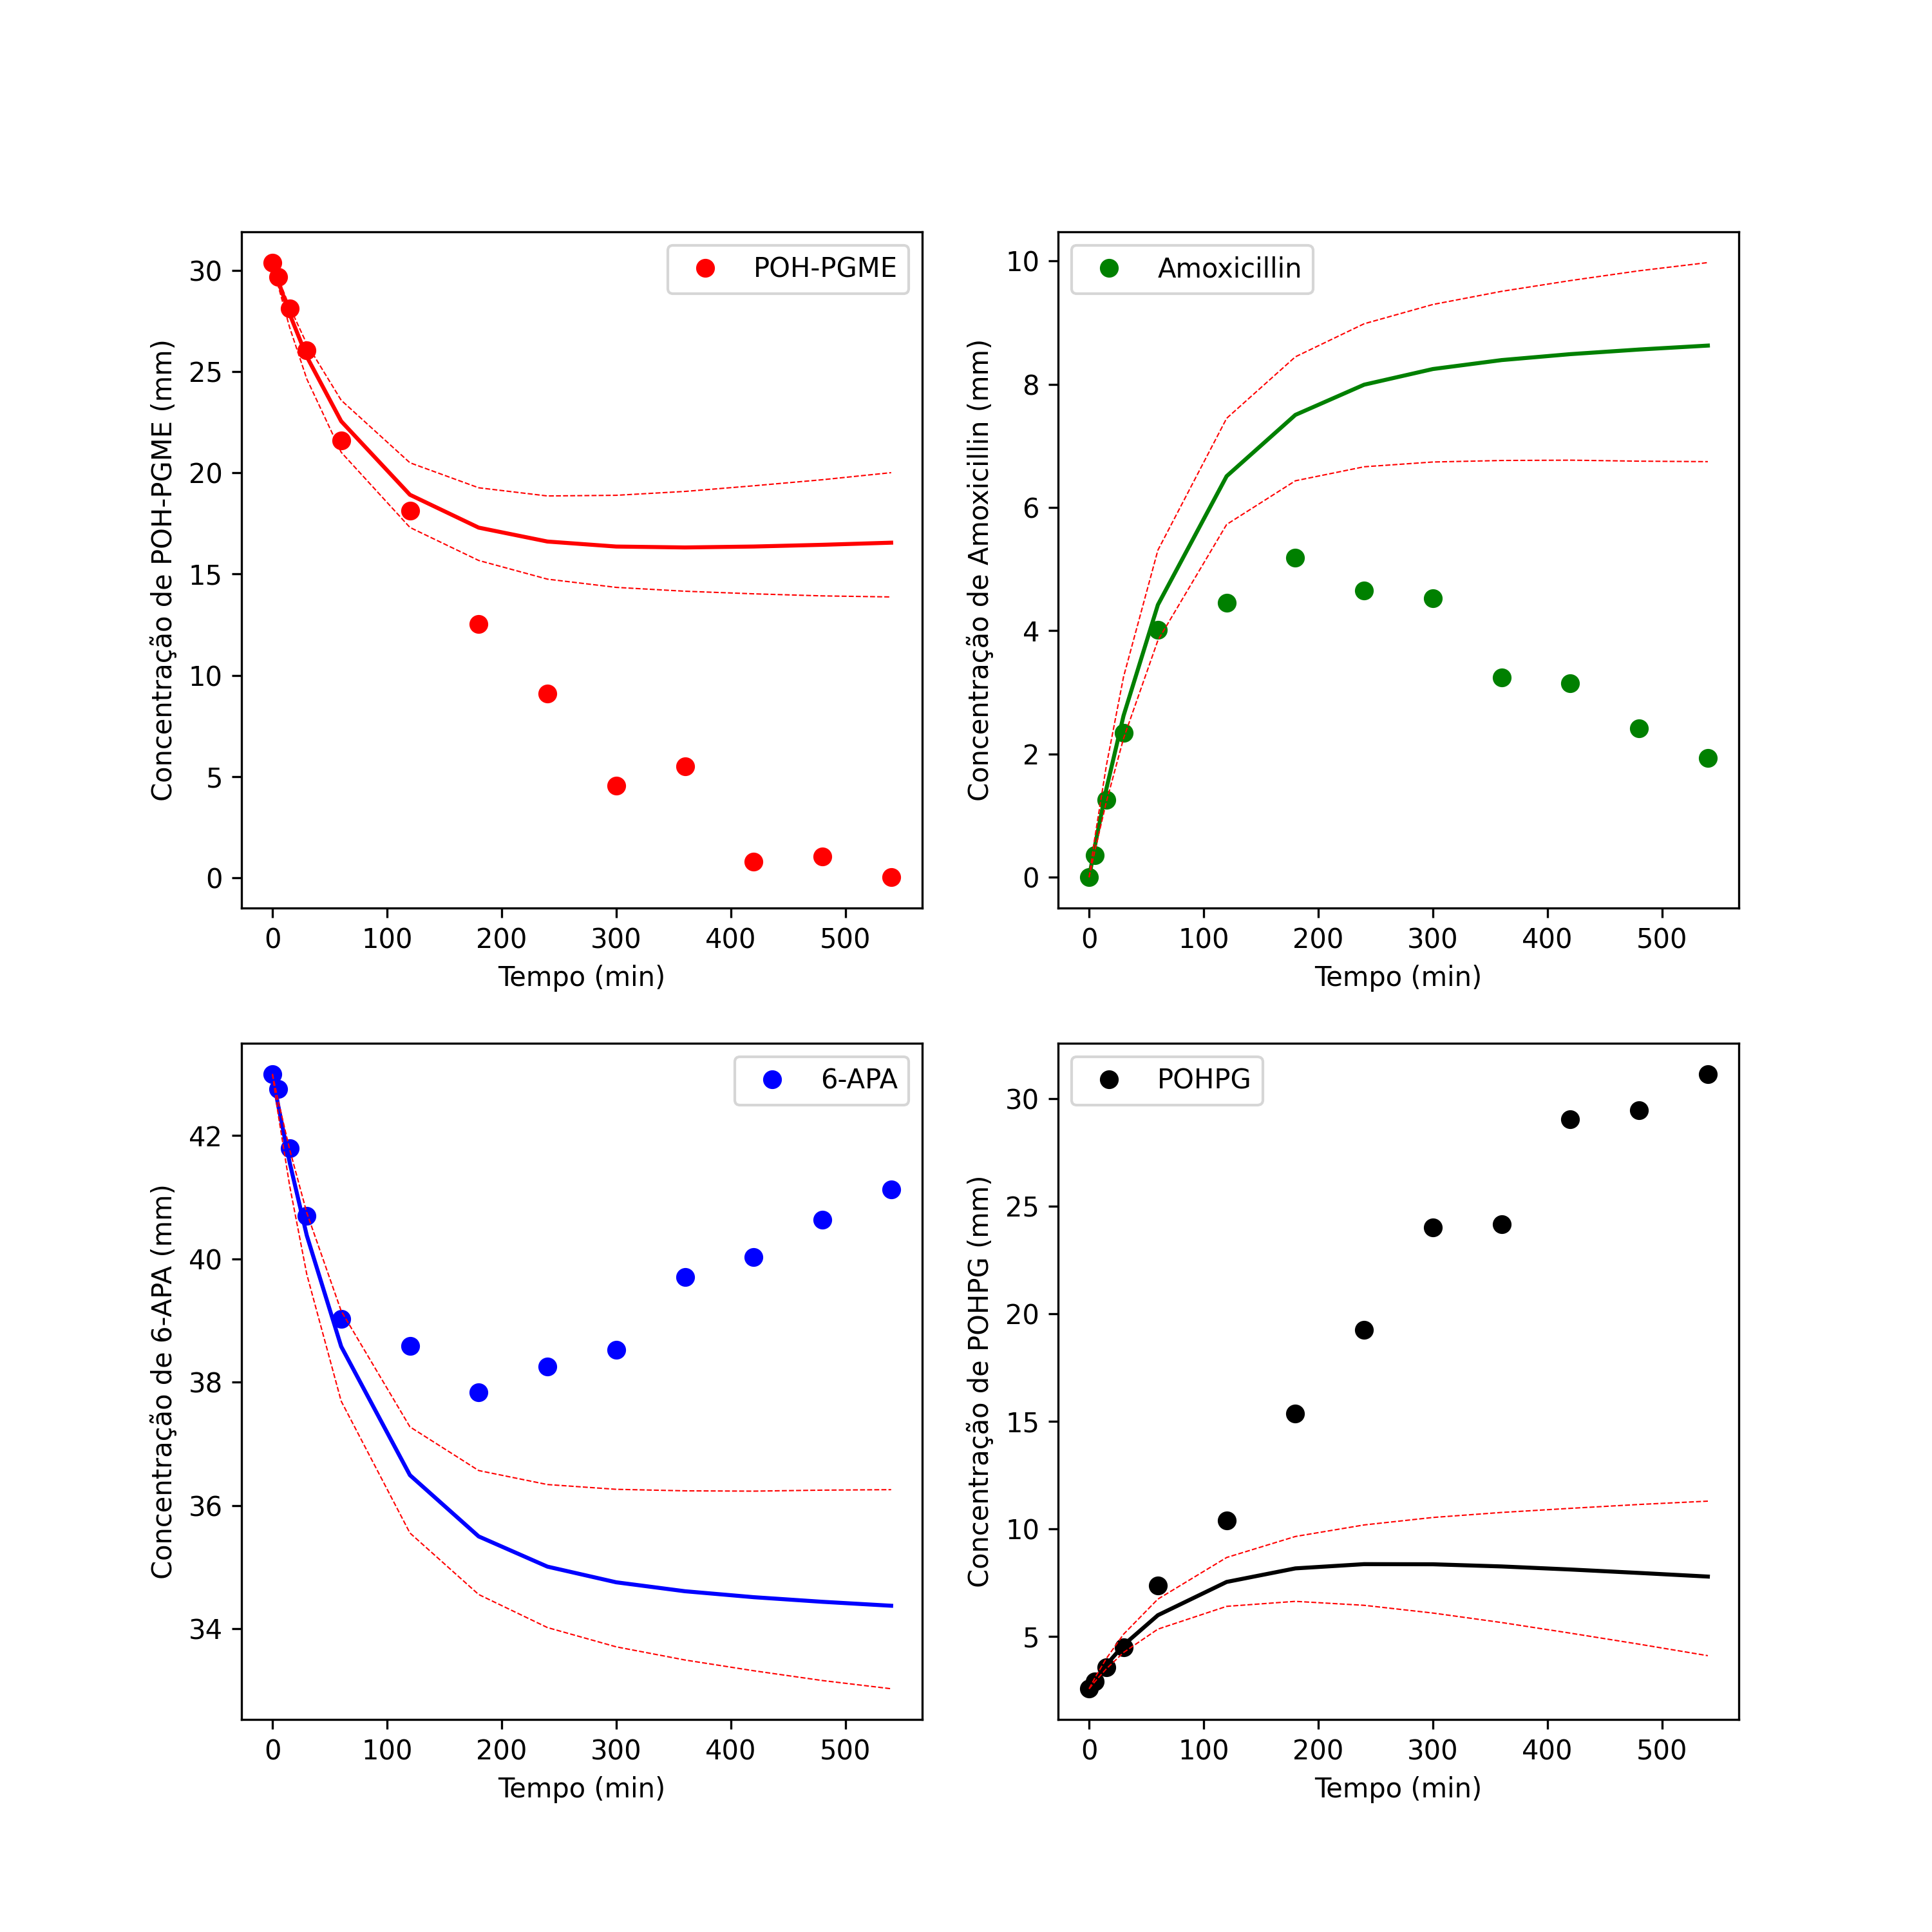 POH-PGME
Concentração de POH-PGME (mm)
30
25
20
15
10
5
0
0 100 200 300 400 500
Tempo (min)
Amoxicillin
Concentração de Amoxicillin (mm)
10
8
6
4
2
0
0 100 200 300 400 500
Tempo (min)
6-APA
Concentração de 6-APA (mm)
42
40
38
36
34
0 100 200 300 400 500
Tempo (min)
POHPG
Concentração de POHPG (mm)
30
25
20
15
10
5
0 100 200 300 400 500
Tempo (min)